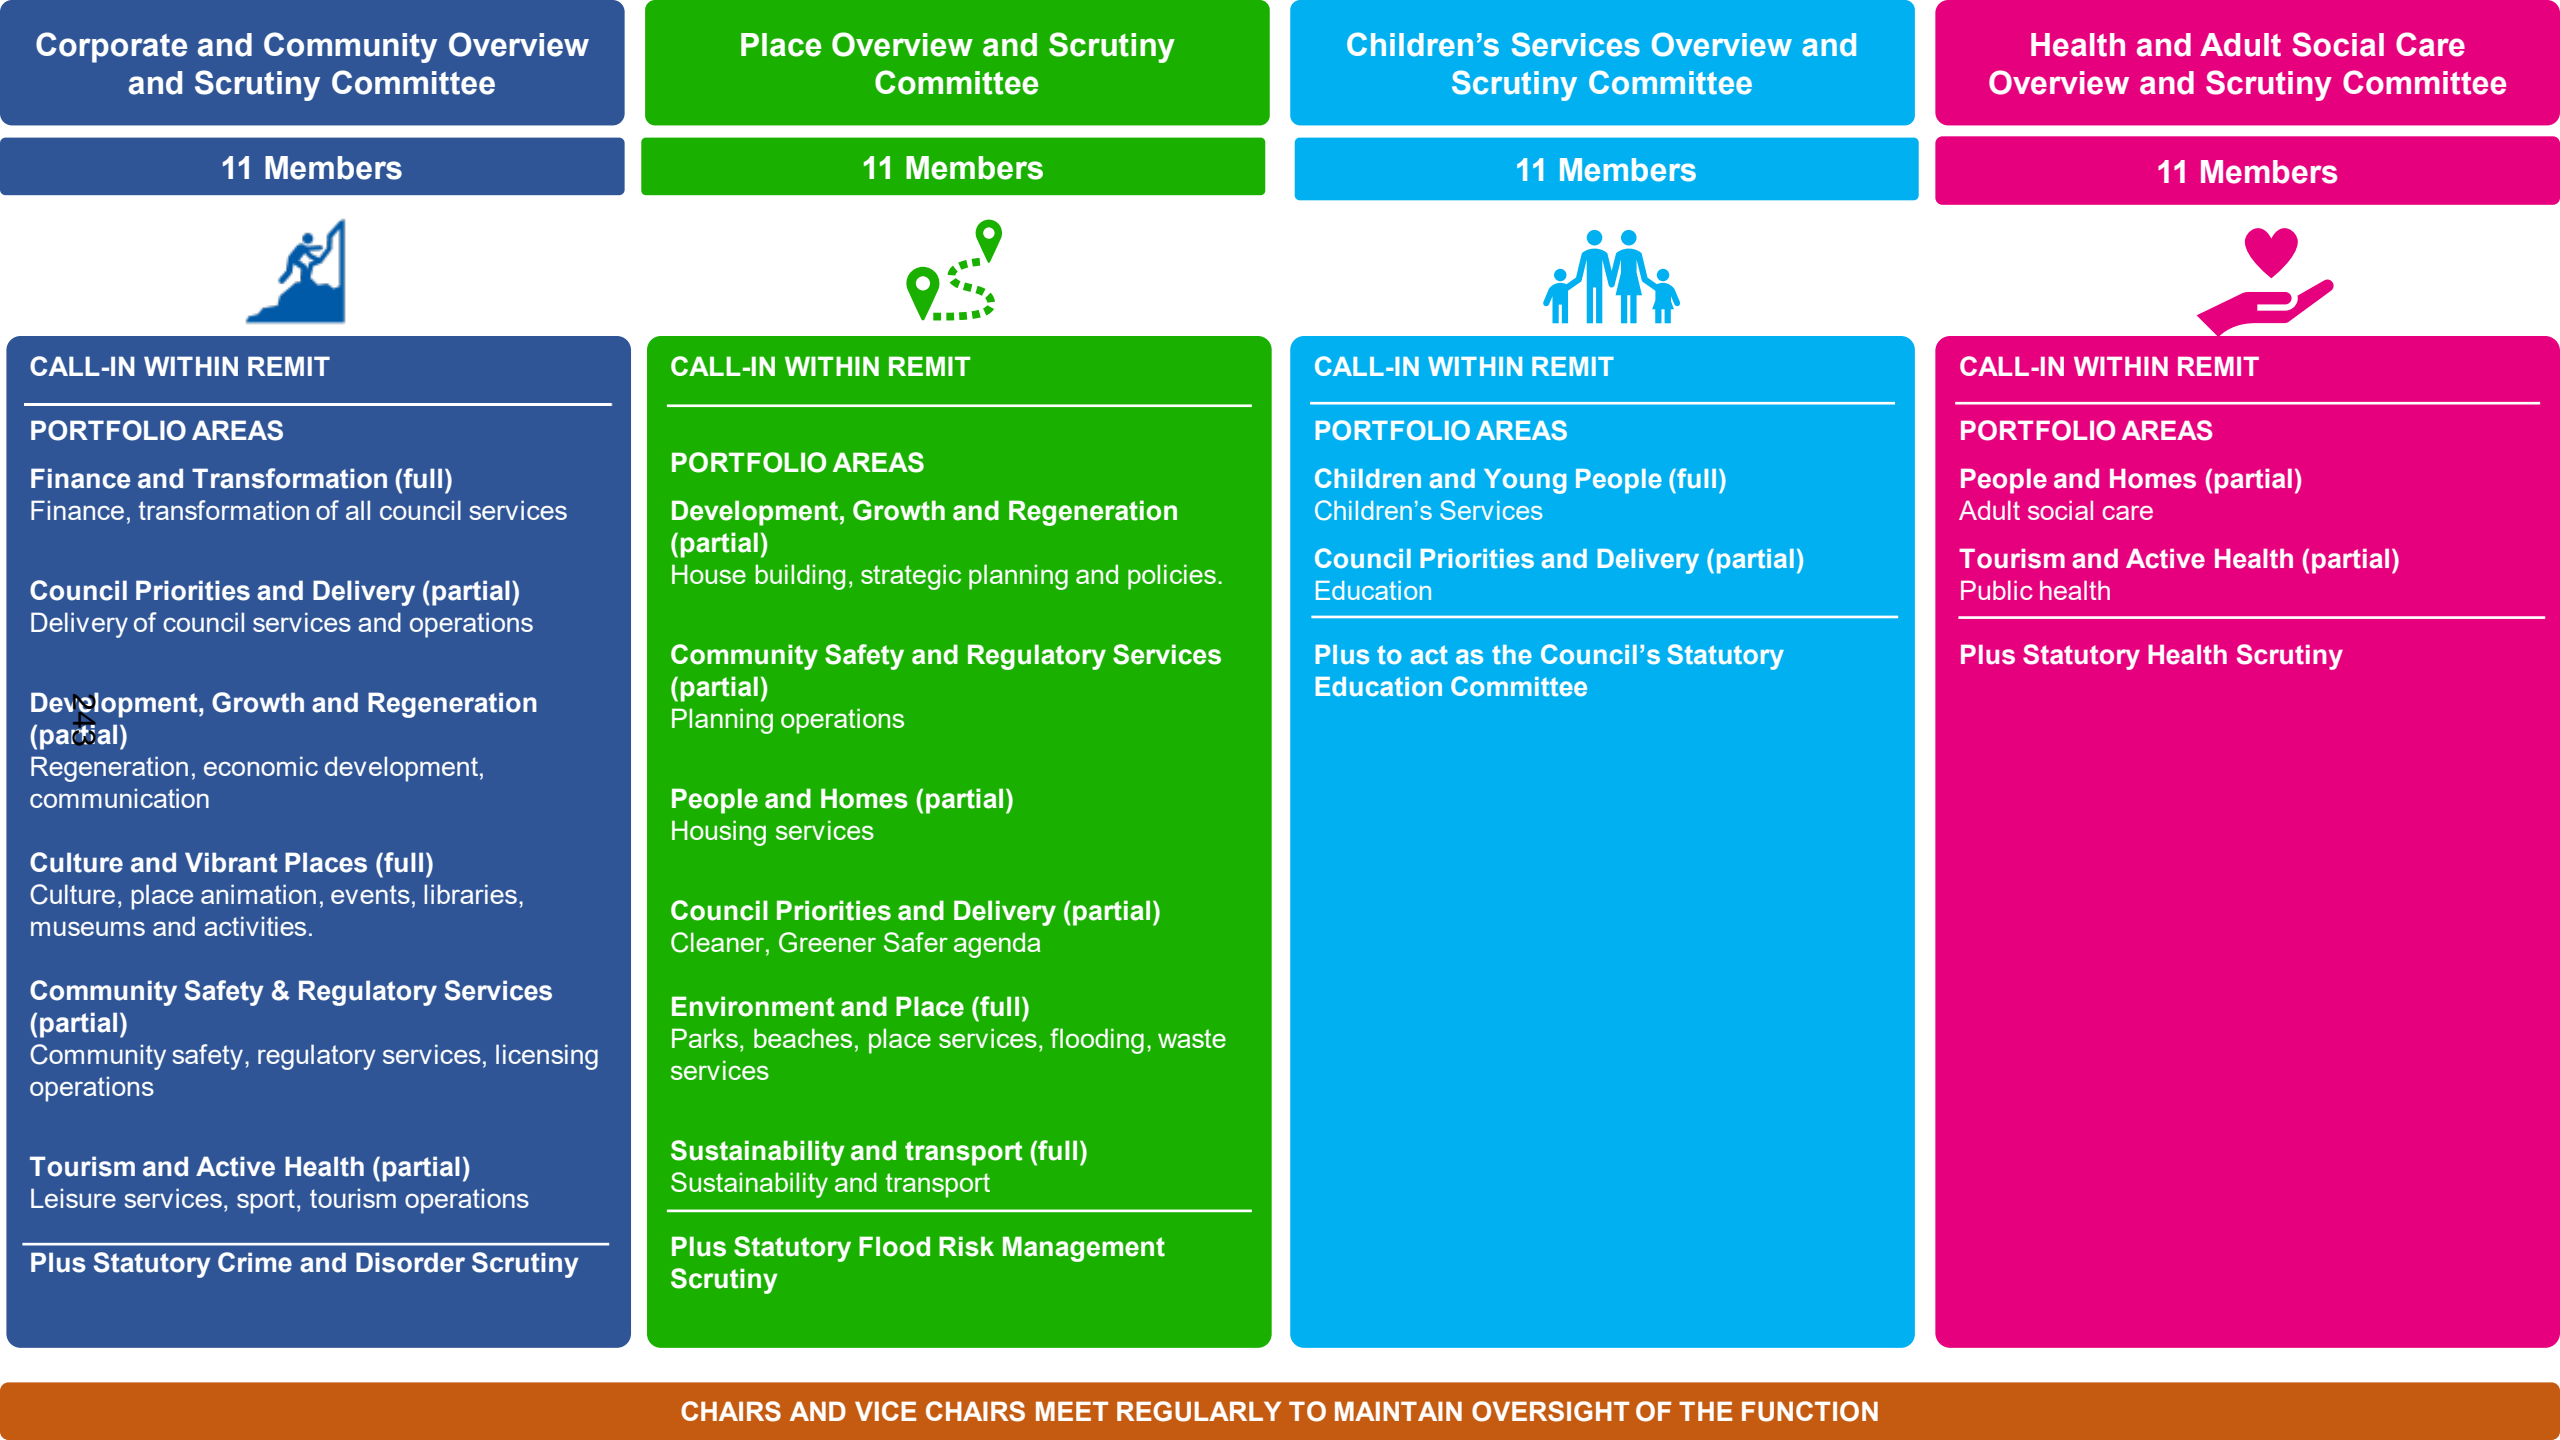 Corporate and Community Overview
and Scrutiny Committee
11 Members
CALL-IN WITHIN REMIT
PORTFOLIO AREAS
Finance and Transformation (full)
Finance, transformation of all council services
Council Priorities and Delivery (partial)
Delivery of council services and operations
Development, Growth and Regeneration
(partial)
Regeneration, economic development,
communication
Culture and Vibrant Places (full)
Culture, place animation, events, libraries,
museums and activities.
Community Safety & Regulatory Services
(partial)
Community safety, regulatory services, licensing
operations
Tourism and Active Health (partial)
Leisure services, sport, tourism operations
Plus Statutory Crime and Disorder Scrutiny
243
Place Overview and Scrutiny
Committee
11 Members
CALL-IN WITHIN REMIT
PORTFOLIO AREAS
Development, Growth and Regeneration
(partial)
House building, strategic planning and policies.
Community Safety and Regulatory Services
(partial)
Planning operations
People and Homes (partial)
Housing services
Council Priorities and Delivery (partial)
Cleaner, Greener Safer agenda
Environment and Place (full)
Parks, beaches, place services, flooding, waste
services
Sustainability and transport (full)
Sustainability and transport
Plus Statutory Flood Risk Management
Scrutiny
Children’s Services Overview and
Scrutiny Committee
11 Members
CALL-IN WITHIN REMIT
PORTFOLIO AREAS
Children and Young People (full)
Children’s Services
Council Priorities and Delivery (partial)
Education
Plus to act as the Council’s Statutory
Education Committee
Health and Adult Social Care
Overview and Scrutiny Committee
11 Members
CALL-IN WITHIN REMIT
PORTFOLIO AREAS
People and Homes (partial)
Adult social care
Tourism and Active Health (partial)
Public health
Plus Statutory Health Scrutiny
CHAIRS AND VICE CHAIRS MEET REGULARLY TO MAINTAIN OVERSIGHT OF THE FUNCTION